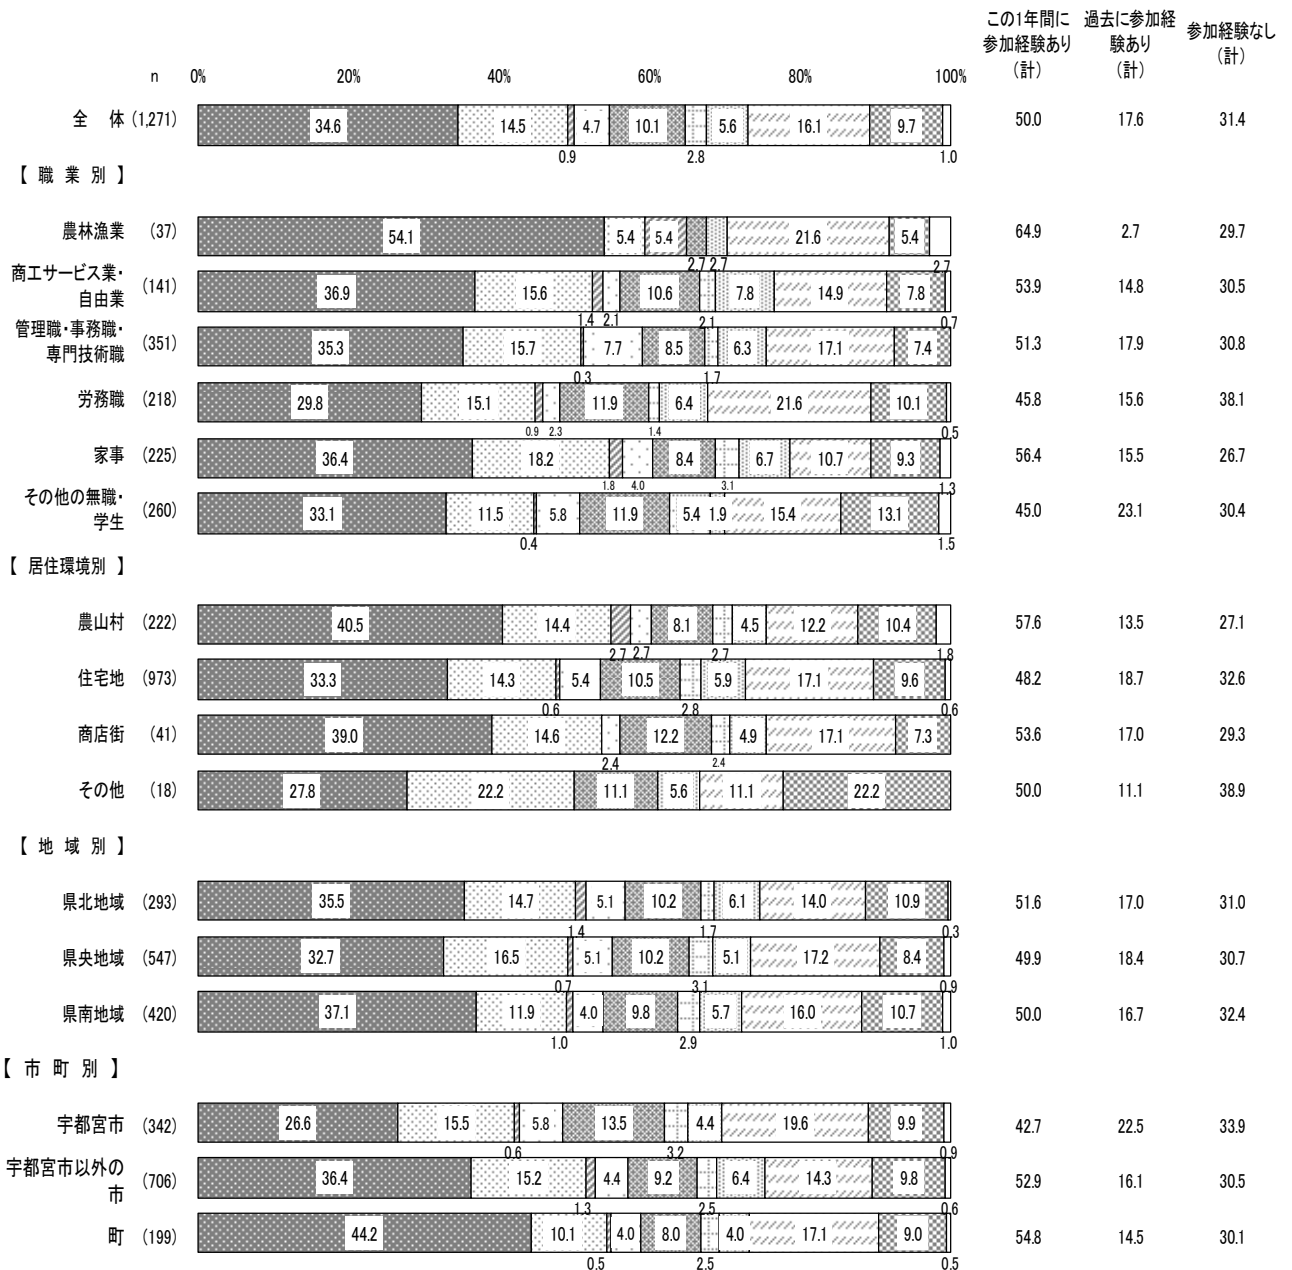 この1年間に 過去に参加経 参加経験なし
参加経験あり 験あり (計)
(計) (計)
n 0% 20% 40% 60% 80% 100%
全 体 (1,271) 34.6 14.5 4.7 10.1 5.6 16.1 9.7 50.0 17.6 31.4
0.9 2.8 1.0
【 職 業 別 】
農林漁業 (37) 54.1 5.4 5.4 21.6 5.4 64.9 2.7 29.7
2.7 2.7 2.7
商工サービス業・
自由業 (141) 36.9 15.6 10.6 7.8 14.9 7.8 53.9 14.8 30.5
1.4 2.1 2.1 0.7
管理職・事務職・
専門技術職 (351) 35.3 15.7 7.7 8.5 6.3 17.1 7.4 51.3 17.9 30.8
0.3 1.7
労務職 (218) 29.8 15.1 11.9 6.4 21.6 10.1 45.8 15.6 38.1
0.9 2.3 1.4 0.5
家事 (225) 36.4 18.2 8.4 6.7 10.7 9.3 56.4 15.5 26.7
1.8 4.0 3.1 1.3
その他の無職・
学生 (260) 33.1 11.5 5.8 11.9 5.4 1.9 15.4 13.1 45.0 23.1 30.4
0.4 1.5
【 居住環境別 】
農山村 (222) 40.5 14.4 8.1 4.5 12.2 10.4 57.6 13.5 27.1
2.7 2.7 2.7 1.8
住宅地 (973) 33.3 14.3 5.4 10.5 5.9 17.1 9.6 48.2 18.7 32.6
0.6 2.8 0.6
商店街 (41) 39.0 14.6 12.2 4.9 17.1 7.3 53.6 17.0 29.3
2.4 2.4
その他 (18) 27.8 22.2 11.1 5.6 11.1 22.2 50.0 11.1 38.9
【 地 域 別 】
県北地域 (293) 35.5 14.7 5.1 10.2 6.1 14.0 10.9 51.6 17.0 31.0
1.4 1.7 0.3
県央地域 (547) 32.7 16.5 5.1 10.2 5.1 17.2 8.4 49.9 18.4 30.7
0.7 3.1 0.9
県南地域 (420) 37.1 11.9 4.0 9.8 5.7 16.0 10.7 50.0 16.7 32.4
1.0 2.9 1.0
【 市 町 別 】
宇都宮市 (342) 26.6 15.5 5.8 13.5 4.4 19.6 9.9 42.7 22.5 33.9
0.6 3.2 0.9
宇都宮市以外の
市 (706) 36.4 15.2 4.4 9.2 6.4 14.3 9.8 52.9 16.1 30.5
1.3 2.5 0.6
町 (199) 44.2 10.1 4.0 8.0 4.0 17.1 9.0 54.8 14.5 30.1
0.5 2.5 0.5